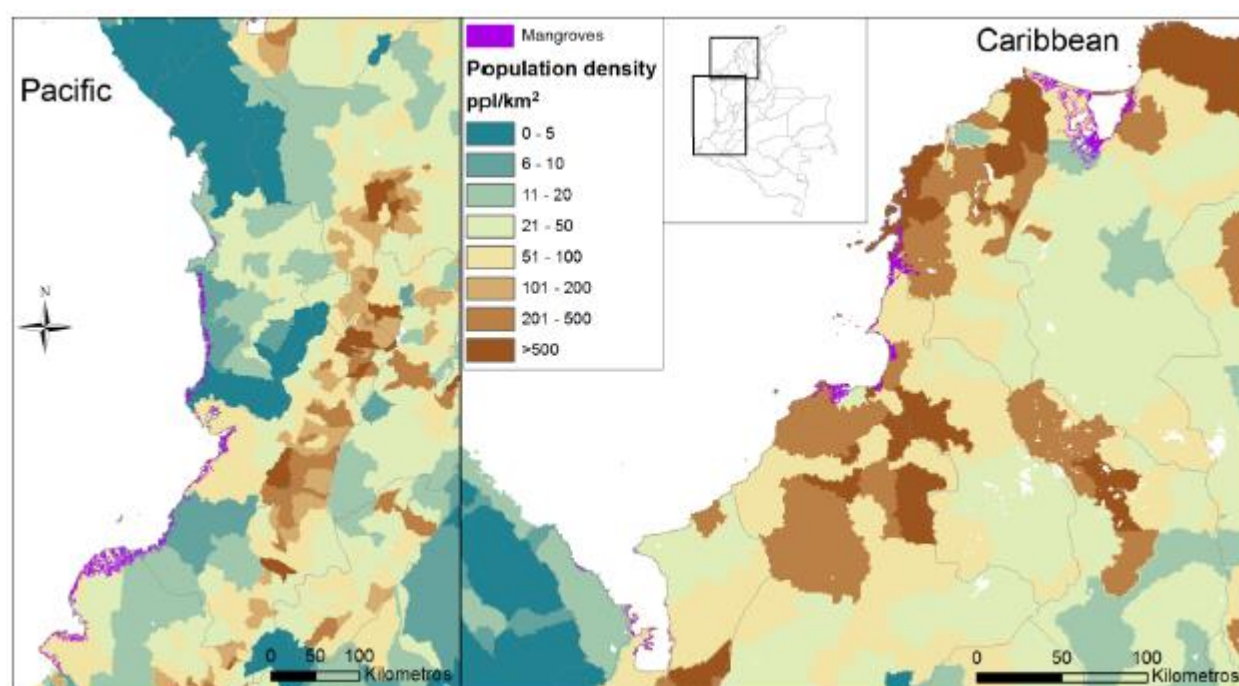 Pacific
N
Mangroves
Population density
ppl/km²
0 - 5
6 - 10
11 - 20
21 - 50
51 - 100
101 - 200
201 - 500
>500
Caribbean
0 50 100
Kilometros
0 50 100
Kilometros